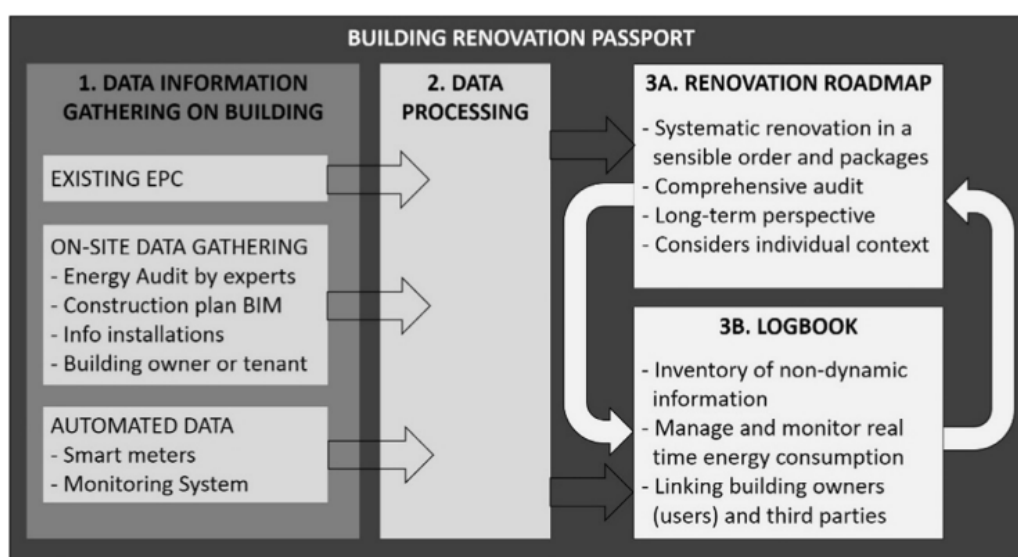 BUILDING RENOVATION PASSPORT
1. DATA INFORMATION
GATHERING ON BUILDING
EXISTING EPC
ON-SITE DATA GATHERING
- Energy Audit by experts
- Construction plan BIM
- Info installations
- Building owner or tenant
AUTOMATED DATA
- Smart meters
- Monitoring System
2. DATA
PROCESSING
3A. RENOVATION ROADMAP
- Systematic renovation in a
sensible order and packages
- Comprehensive audit
- Long-term perspective
- Considers individual context
3B. LOGBOOK
- Inventory of non-dynamic
information
- Manage and monitor real
time energy consumption
- Linking building owners
(users) and third parties